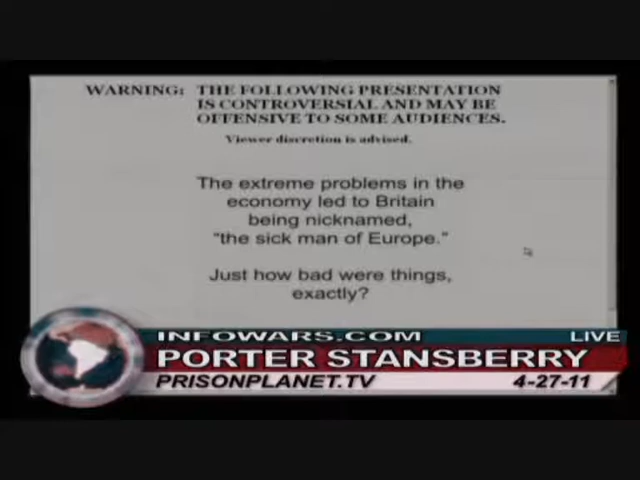 WARNING: THE FOLLOWING PRESENTATION
IS CONTROVERSIAL AND MAY BE
OFFENSIVE TO SOME AUDIENCES.
Viewer discretion is advised.
The extreme problems in the
economy led to Britain
being nicknamed,
"the sick man of Europe."
Just how bad were things,
exactly?
INFOWARS.COM LIVE
PORTER STANSBERRY
PRISONPLANET.TV 4-27-11